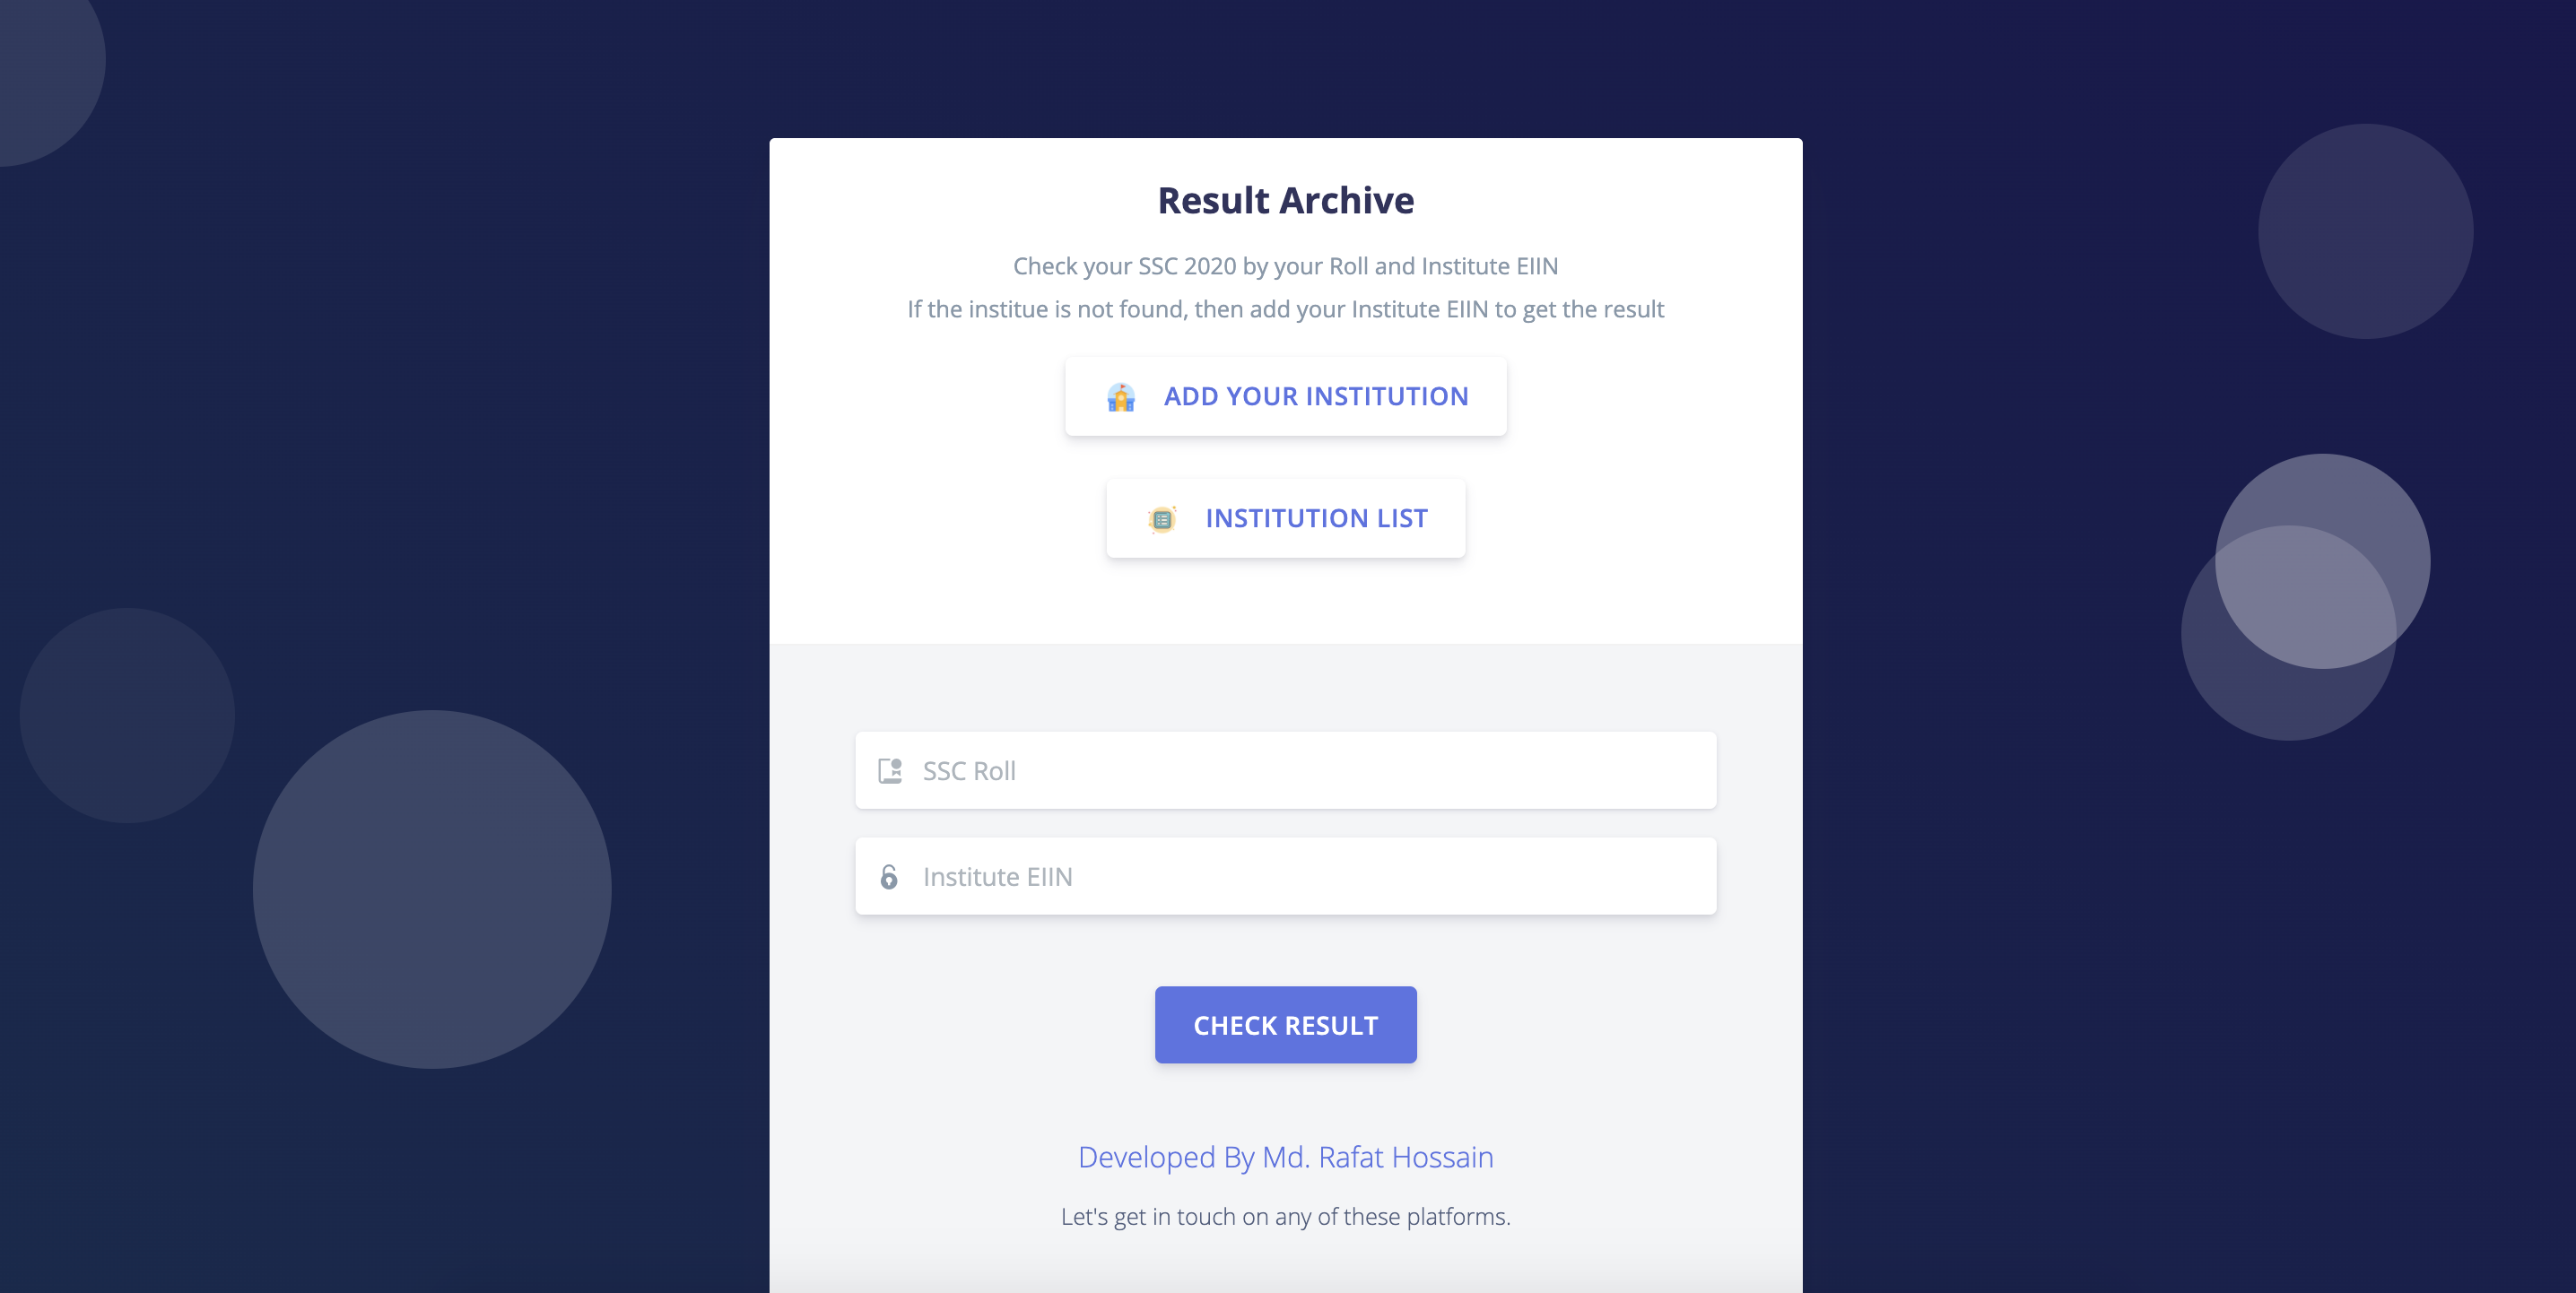 Result Archive
Check your SSC 2020 by your Roll and Institute EIIN
If the institue is not found, then add your Institute EIIN to get the result
ADD YOUR INSTITUTION
INSTITUTION LIST
SSC Roll
Institute EIIN
CHECK RESULT
Developed By Md. Rafat Hossain
Let's get in touch on any of these platforms.